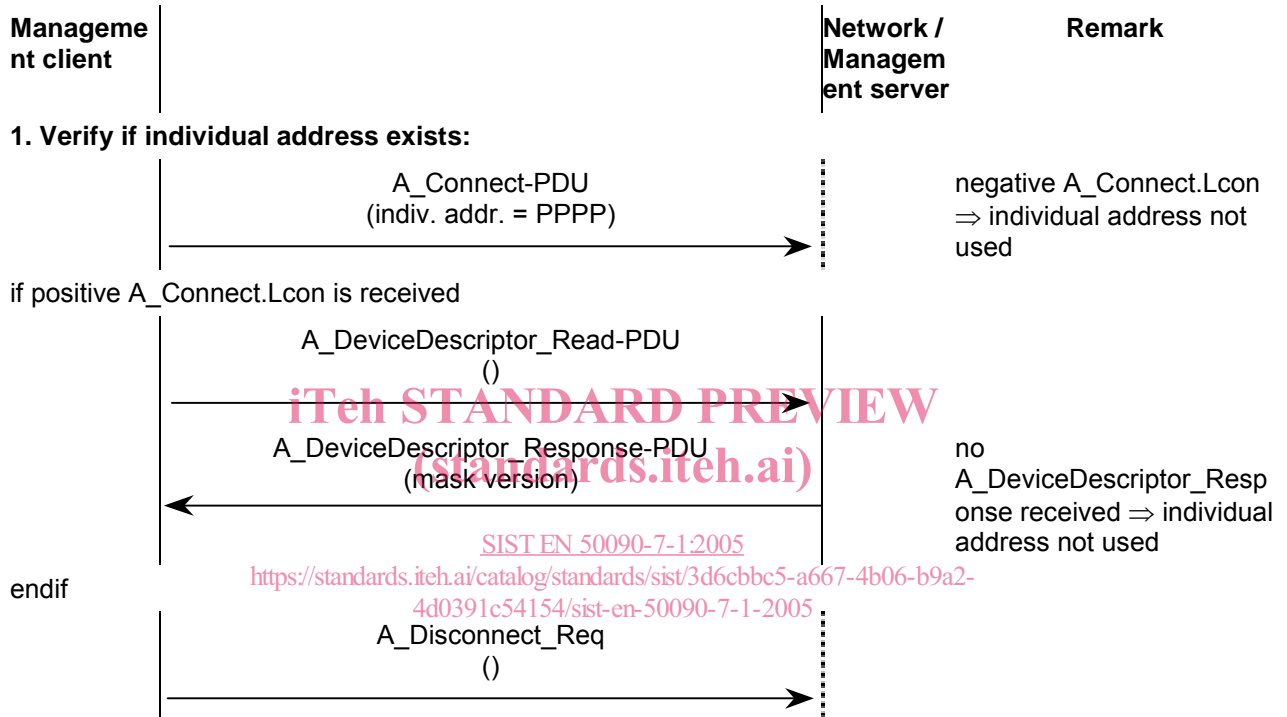 Manageme
nt client
Network /
Managem
ent server
Remark
1. Verify if individual address exists:
A_Connect-PDU
(indiv. addr. = PPPP)
negative A_Connect.Lcon
⇒ individual address not
used
if positive A_Connect.Lcon is received
A_DeviceDescriptor_Read-PDU
()
iTeh STANDARD PREVIEW
A_DeviceDescriptor_Response-PDU
(mask version)
(standards.iteh.ai)
no
A_DeviceDescriptor_Resp
onse received ⇒ individual
address not used
SIST EN 50090-7-1:2005
endif
https://standards.iteh.ai/catalog/standards/sist/3d6cbbc5-a667-4b06-b9a2-
4d0391c54154/sist-en-50090-7-1-2005
A_Disconnect_Req
()